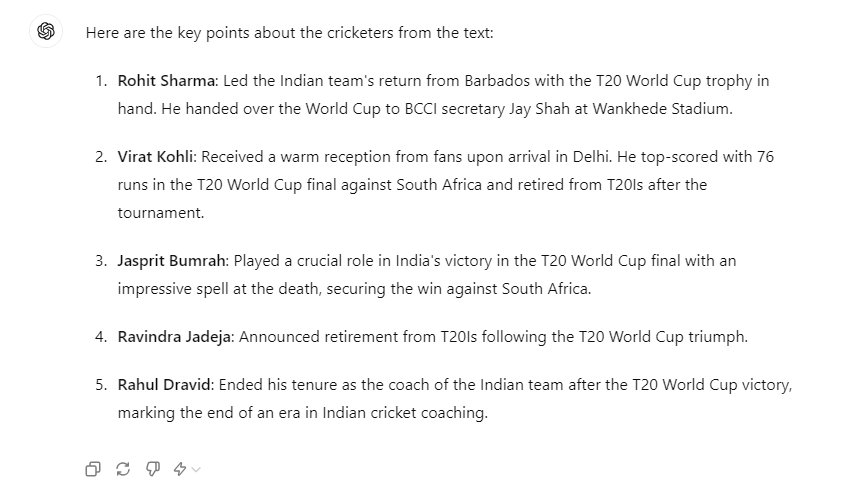 Here are the key points about the cricketers from the text:
1. Rohit Sharma: Led the Indian team's return from Barbados with the T20 World Cup trophy in
hand. He handed over the World Cup to BCCI secretary Jay Shah at Wankhede Stadium.
2. Virat Kohli: Received a warm reception from fans upon arrival in Delhi. He top-scored with 76
runs in the T20 World Cup final against South Africa and retired from T20Is after the
tournament.
3. Jasprit Bumrah: Played a crucial role in India's victory in the T20 World Cup final with an
impressive spell at the death, securing the win against South Africa.
4. Ravindra Jadeja: Announced retirement from T20Is following the T20 World Cup triumph.
5. Rahul Dravid: Ended his tenure as the coach of the Indian team after the T20 World Cup victory,
marking the end of an era in Indian cricket coaching.